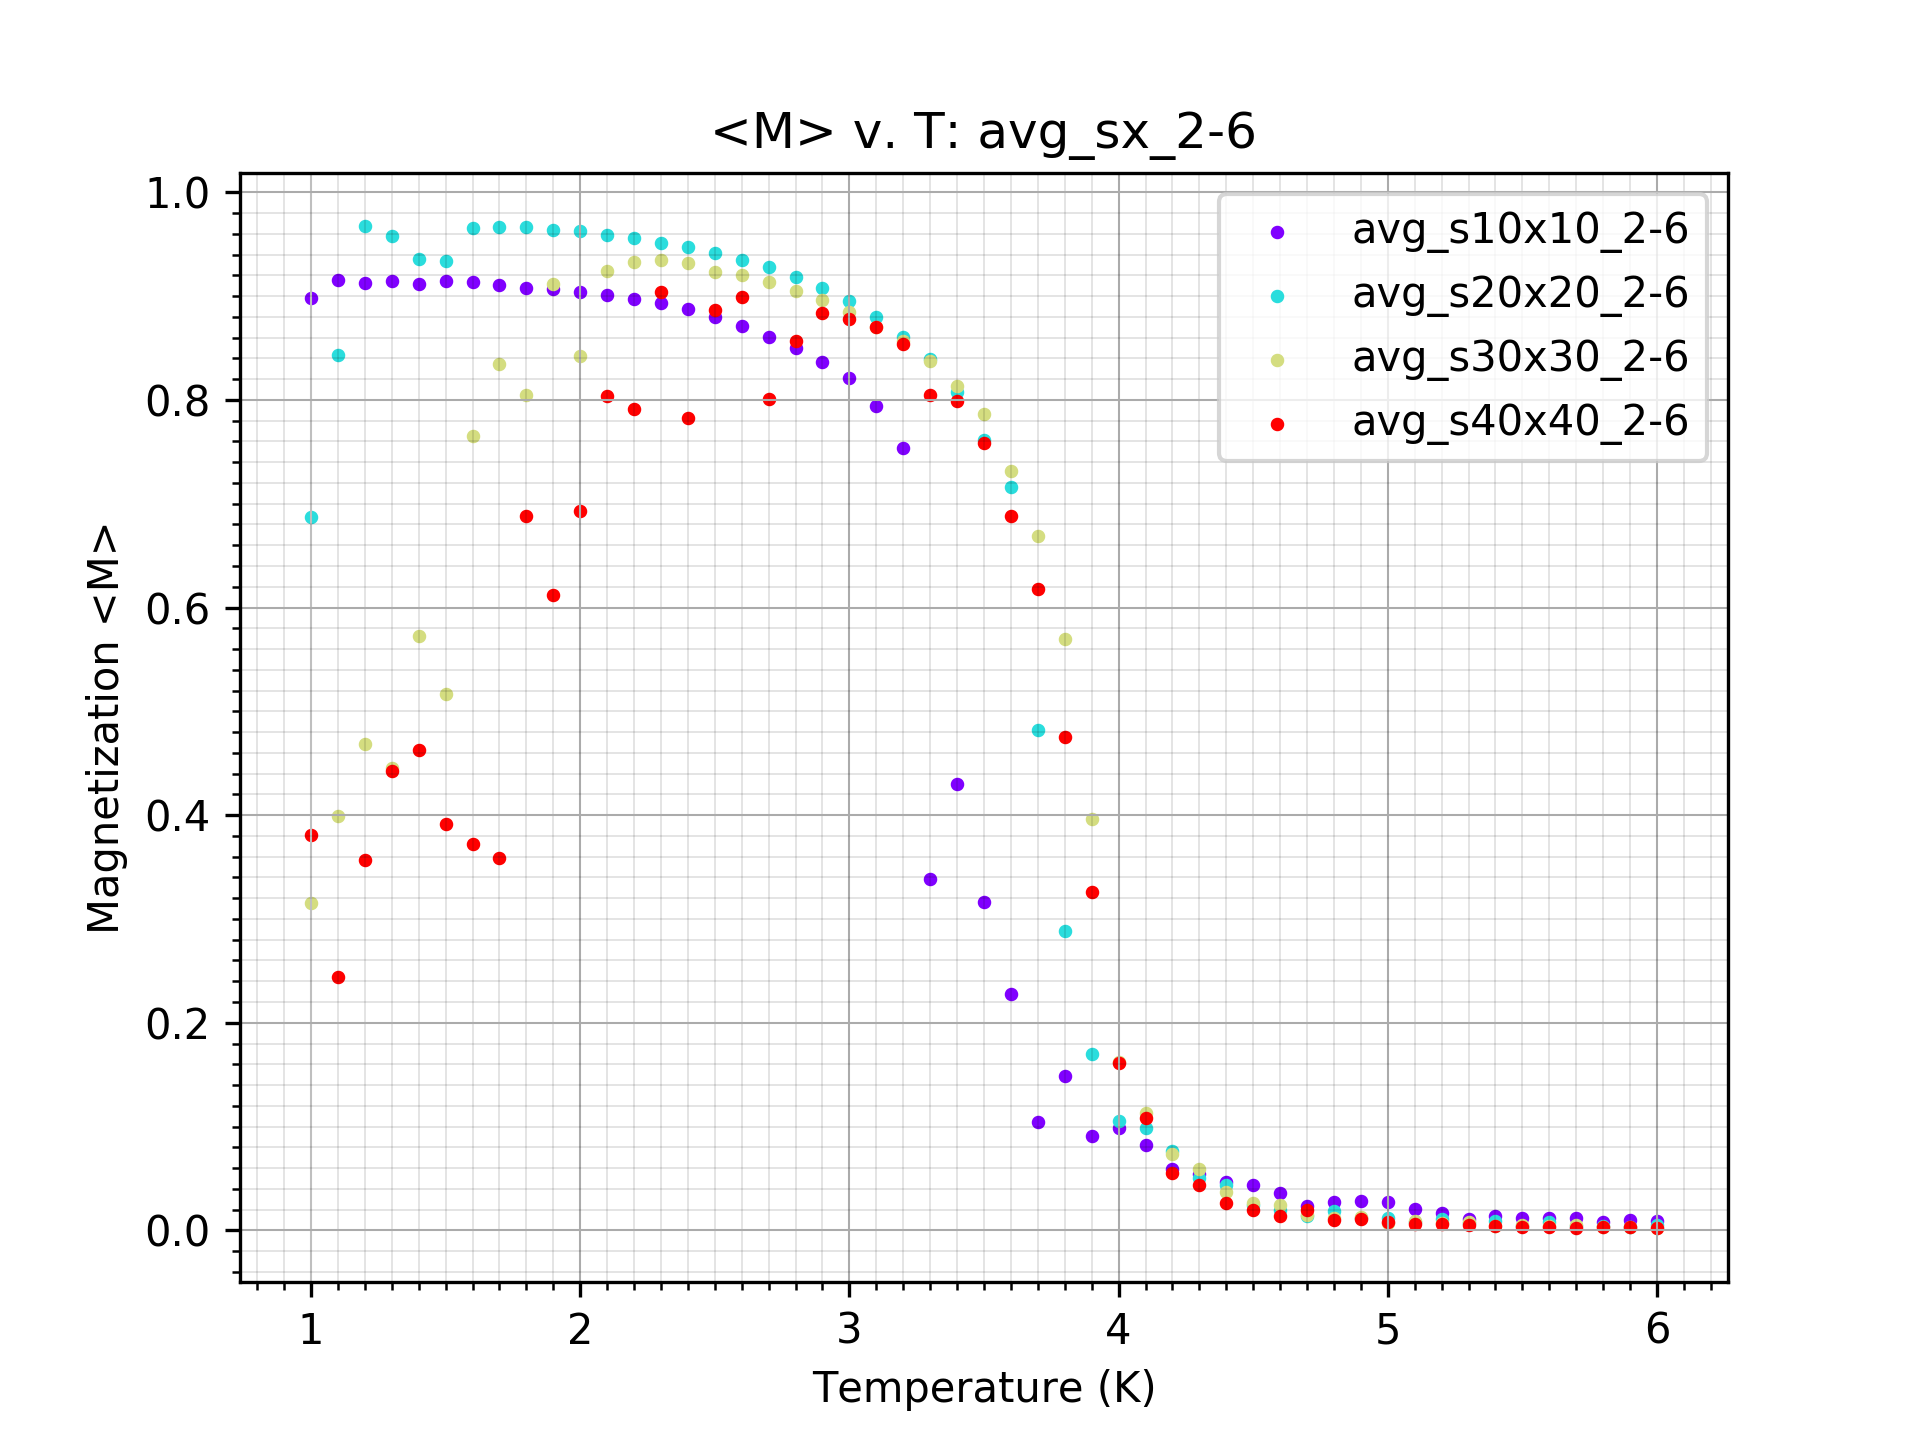 <M> v. T: avg_sx_2-6
1.0
0.8
0.6
0.4
0.2
0.0
Magnetization <M>
avg_s10x10_2-6
avg_s20x20_2-6
avg_s30x30_2-6
avg_s40x40_2-6
1 2 3 4 5 6
Temperature (K)